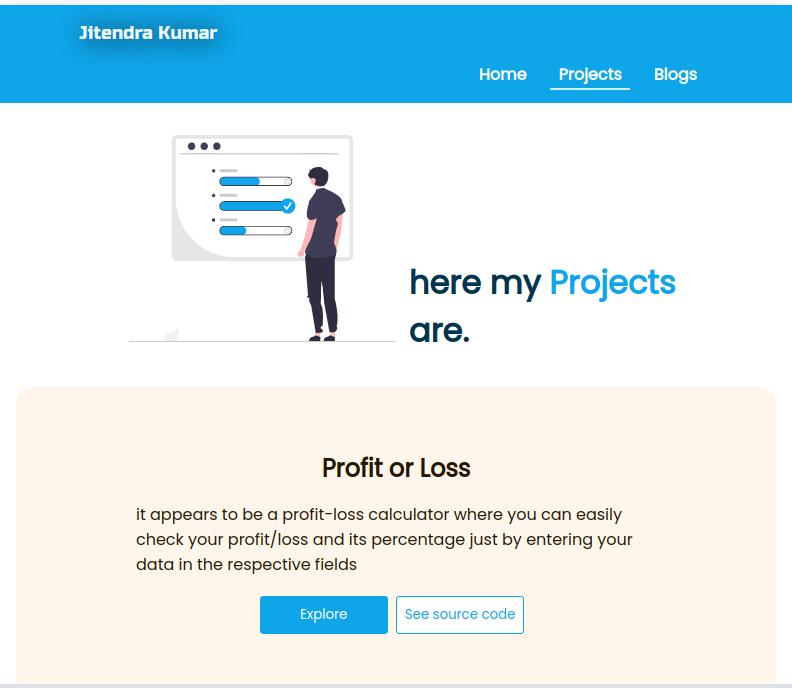 Jitendra Kumar
Home Projects Blogs
here my Projects
are.
Profit or Loss
it appears to be a profit-loss calculator where you can easily
check your profit/loss and its percentage just by entering your
data in the respective fields
Explore See source code